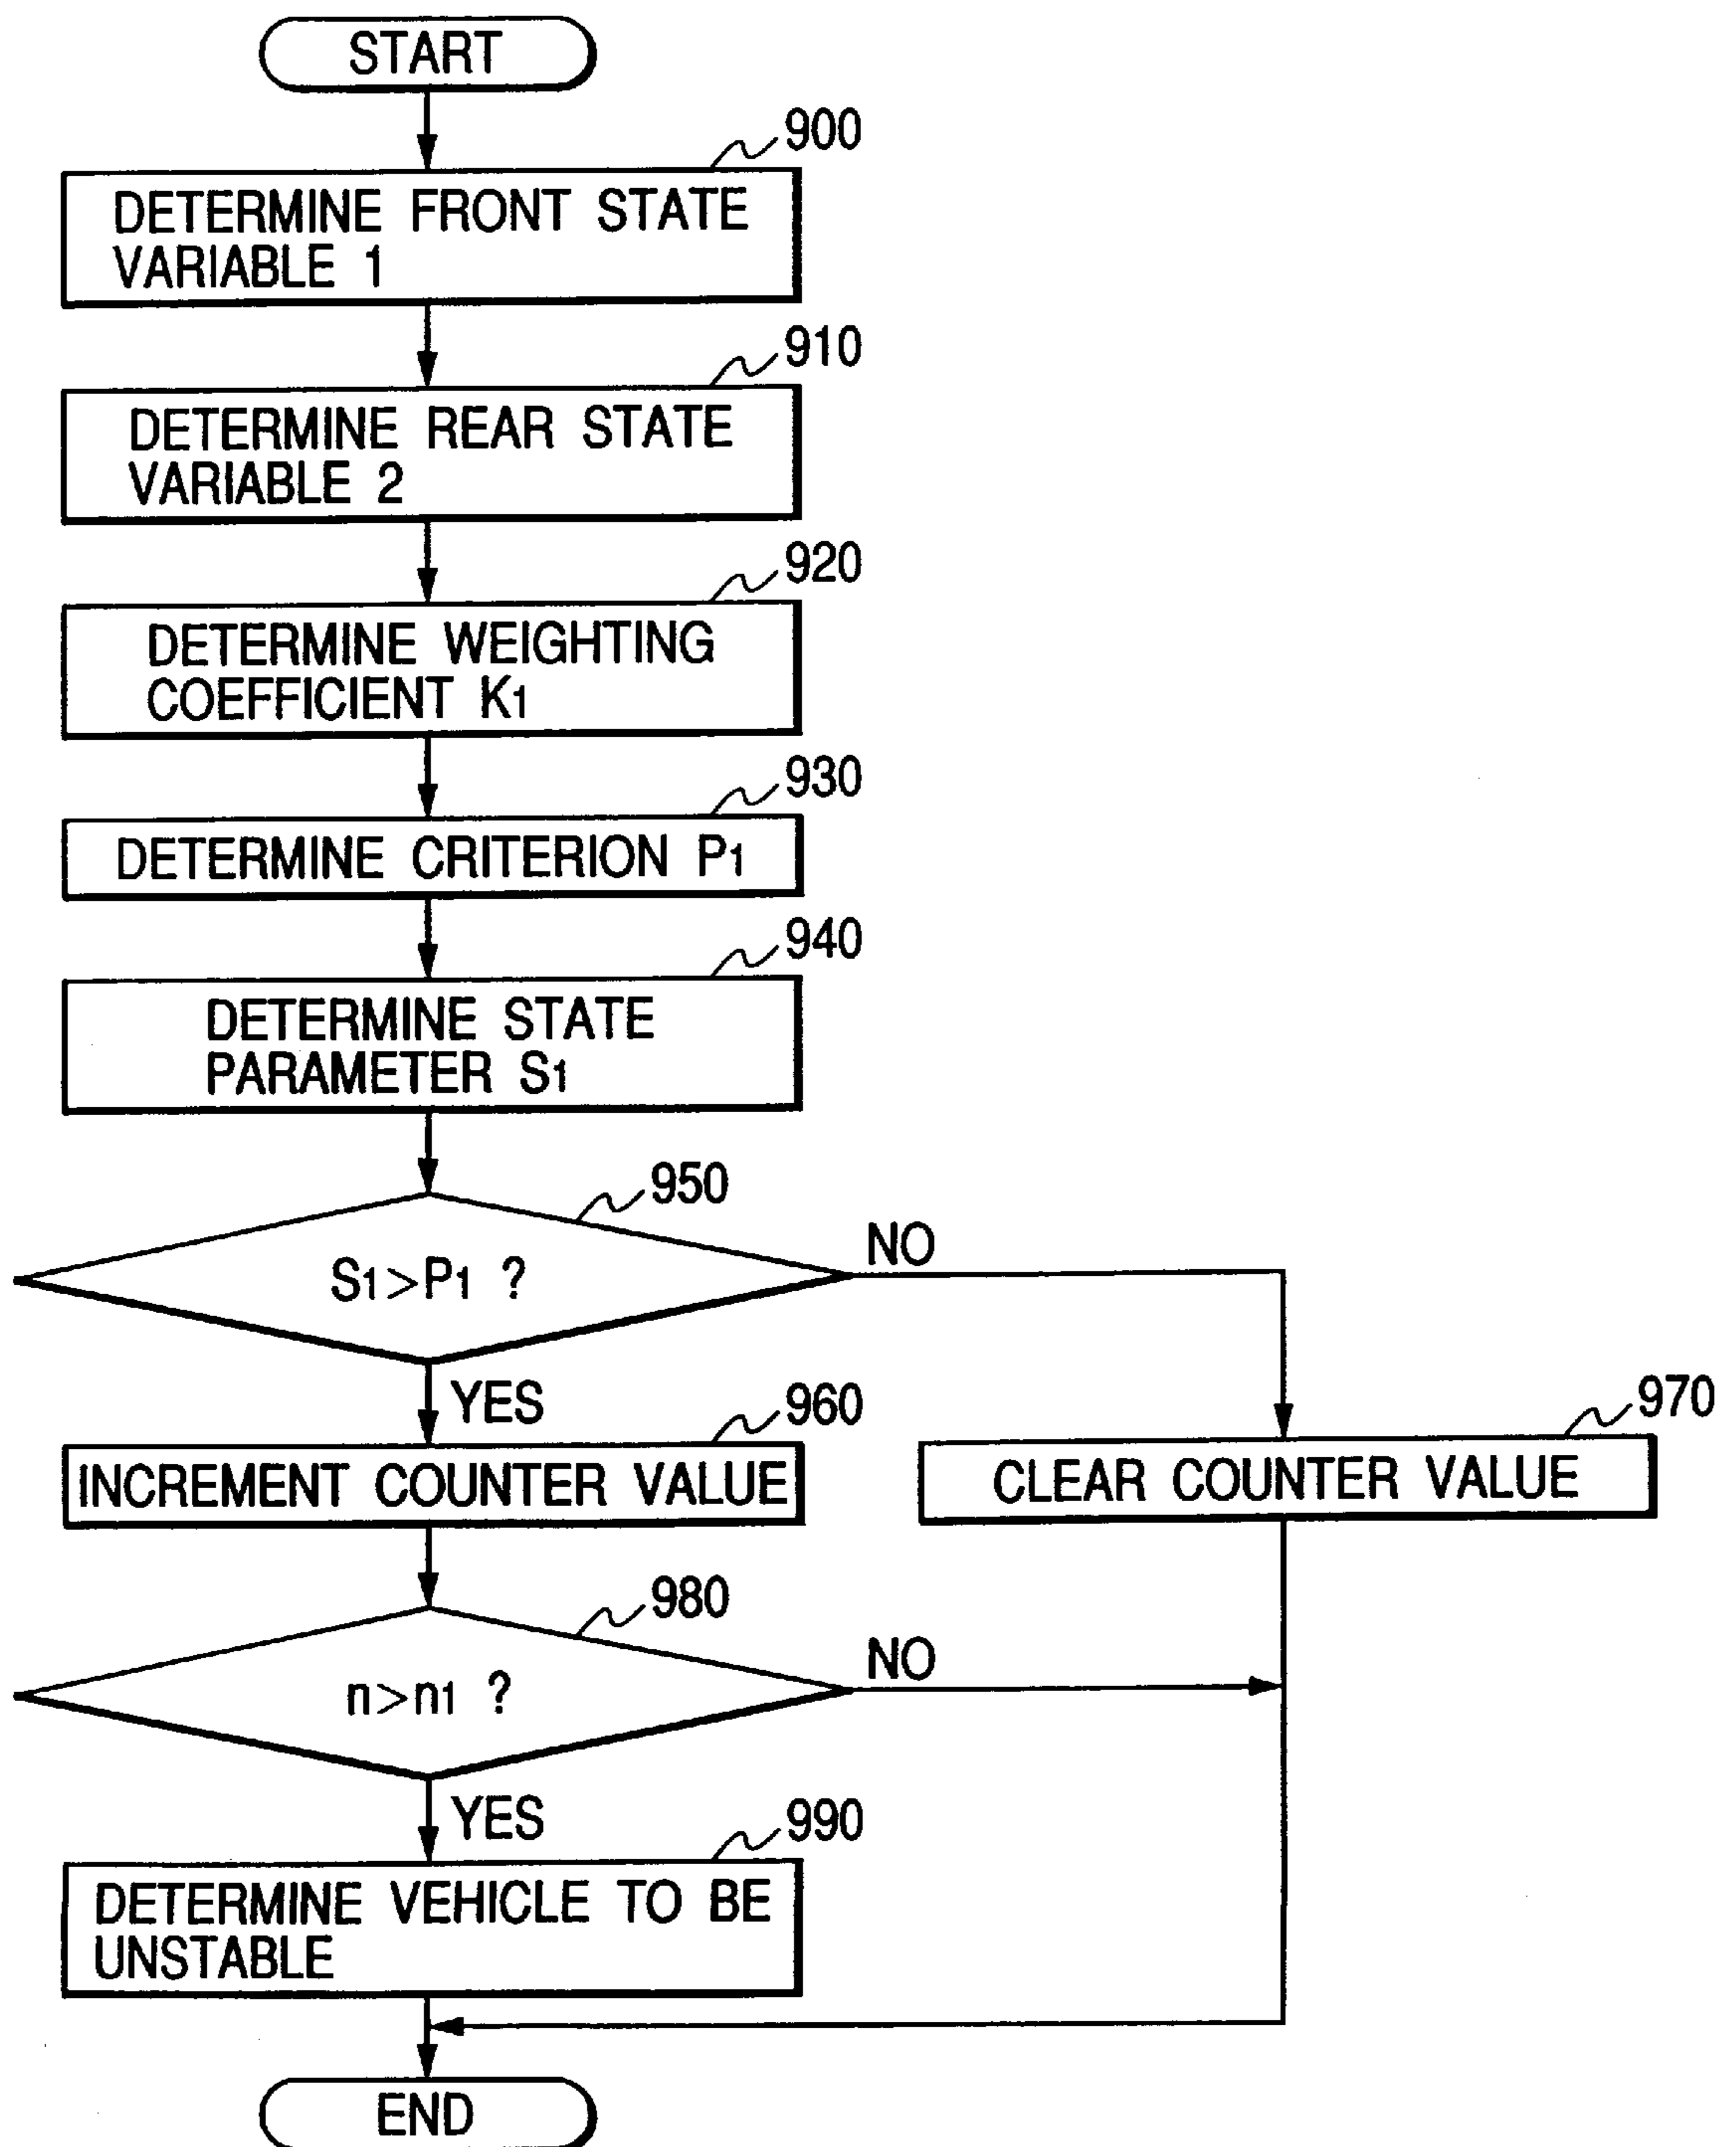 START
900
DETERMINE FRONT STATE
VARIABLE 1
910
DETERMINE REAR STATE
VARIABLE 2
920
DETERMINE WEIGHTING
COEFFICIENT K1
930
DETERMINE CRITERION P1
940
DETERMINE STATE
PARAMETER S1
950
S1>P1 ?
NO
YES
960
INCREMENT COUNTER VALUE
970
CLEAR COUNTER VALUE
980
n>n1 ?
NO
YES
990
DETERMINE VEHICLE TO BE
UNSTABLE
END